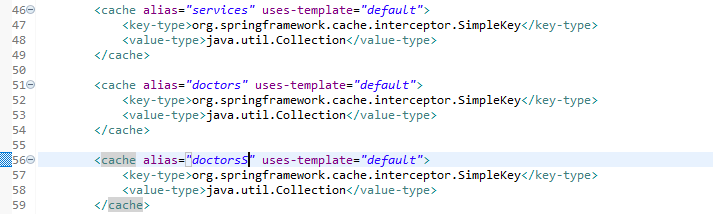 46 <cache alias="services" uses-template="default">
47 <key-type>org.springframework.cache.interceptor.SimpleKey</key-type>
48 <value-type>java.util.Collection</value-type>
49 </cache>
50
51 <cache alias="doctors" uses-template="default">
52 <key-type>org.springframework.cache.interceptor.SimpleKey</key-type>
53 <value-type>java.util.Collection</value-type>
54 </cache>
55
56 <cache alias="doctorsS" uses-template="default">
57 <key-type>org.springframework.cache.interceptor.SimpleKey</key-type>
58 <value-type>java.util.Collection</value-type>
59 </cache>